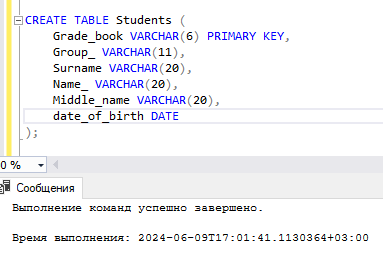 CREATE TABLE Students (
Grade_book VARCHAR(6) PRIMARY KEY,
Group_ VARCHAR(11),
Surname VARCHAR(20),
Name_ VARCHAR(20),
Middle_name VARCHAR(20),
date_of_birth DATE
);
0 %
Сообщения
Выполнение команд успешно завершено.
Время выполнения: 2024-06-09T17:01:41.1130364+03:00